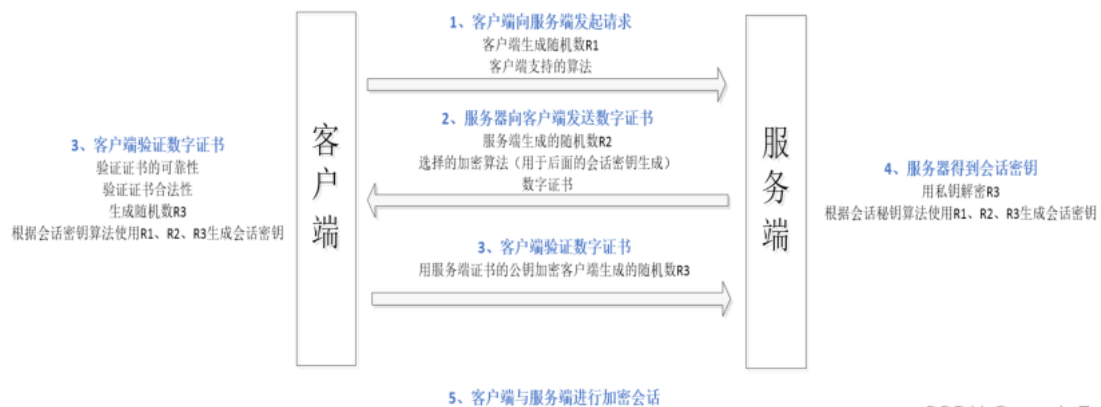 1、客户端向服务端发起请求
客户端生成随机数R1
客户端支持的算法
2、服务器向客户端发送数字证书
服务端生成的随机数R2
选择的加密算法（用于后面的会话密钥生成）
数字证书
3、客户端验证数字证书
用服务端证书的公钥加密客户端生成的随机数R3
客户端
服务端
3、客户端验证数字证书
验证证书的可靠性
验证证书合法性
生成随机数R3
根据会话密钥算法使用R1、R2、R3生成会话密钥
4、服务器得到会话密钥
用私钥解密R3
根据会话秘钥算法使用R1、R2、R3生成会话密钥
5、客户端与服务端进行加密会话